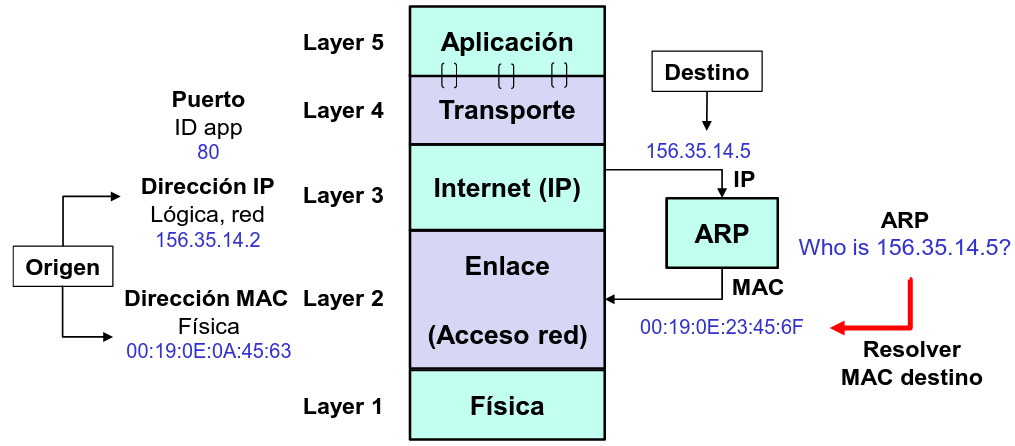 Layer 5
Aplicación
Destino
Puerto
ID app
80
Layer 4
Transporte
156.35.14.5
IP
Dirección IP
Lógica, red
156.35.14.2
Layer 3
Internet (IP)
ARP
ARP
Who is 156.35.14.5?
Origen
Enlace
MAC
Dirección MAC
Física
00:19:0E:0A:45:63
Layer 2
(Acceso red)
00:19:0E:23:45:6F
Resolver
MAC destino
Layer 1
Física